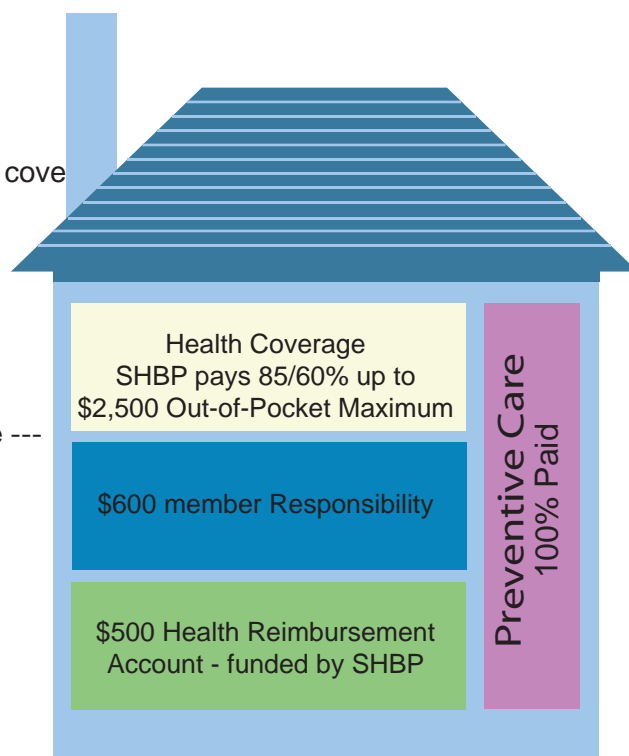 cove
Health Coverage
SHBP pays 85/60% up to
$2,500 Out-of-Pocket Maximum
---
$600 member Responsibility
$500 Health Reimbursement
Account - funded by SHBP
Preventive Care
100% Paid